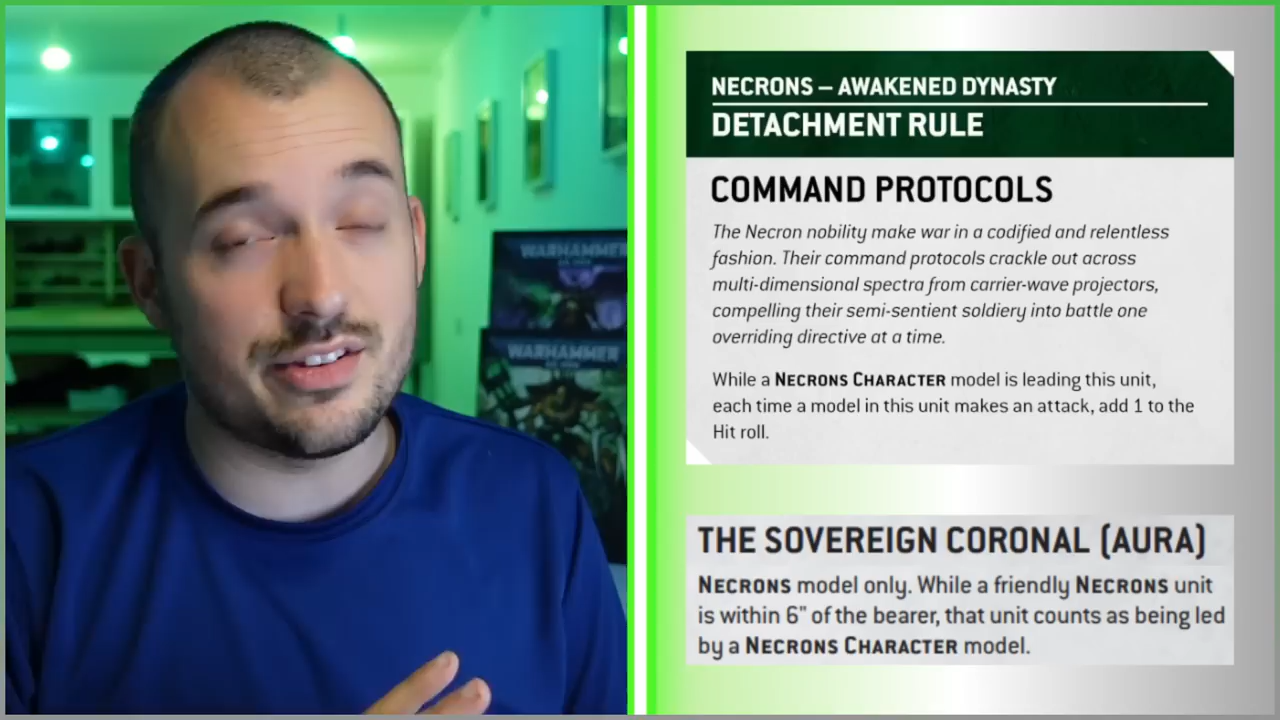 WARHAMMER
WARHAMMER
NECRONS – AWAKENED DYNASTY
DETACHMENT RULE
COMMAND PROTOCOLS
The Necron nobility make war in a codified and relentless
fashion. Their command protocols crackle out across
multi-dimensional spectra from carrier-wave projectors,
compelling their semi-sentient soldiery into battle one
overriding directive at a time.
While a NECRONS CHARACTER model is leading this unit,
each time a model in this unit makes an attack, add 1 to the
Hit roll.
THE SOVEREIGN CORONAL (AURA)
NECRONS model only. While a friendly NECRONS unit
is within 6" of the bearer, that unit counts as being led
by a NECRONS CHARACTER model.